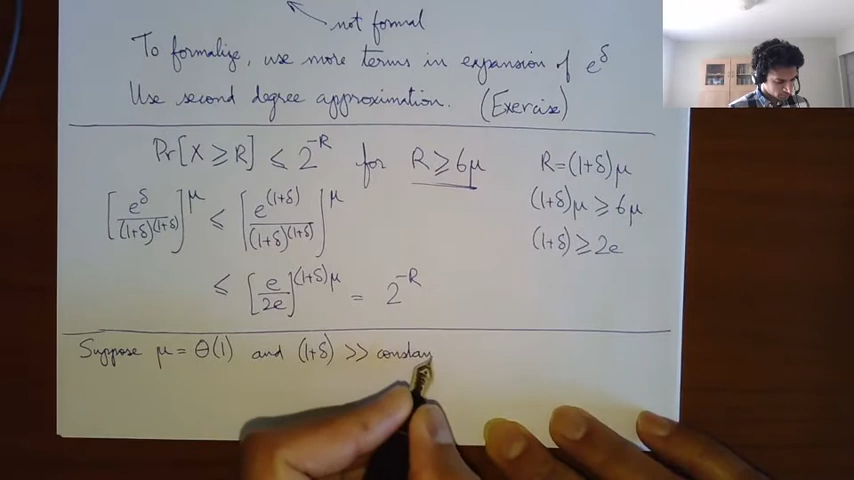 not formal
To formalize, use more terms in expansion of e^δ
Use second degree approximation. (Exercise)
Pr[X ≥ R] ≤ 2^{-R} for R ≥ 6μ
R = (1+δ)μ
[e^δ / (1+δ)^{(1+δ)}]^μ ≤ [e^{(1+δ)} / (1+δ)^{(1+δ)}]^μ
(1+δ)μ ≥ 6μ
(1+δ) ≥ 2e
≤ [e / 2e]^{(1+δ)μ} = 2^{-R}
Suppose μ = Θ(1) and (1+δ) >> constan